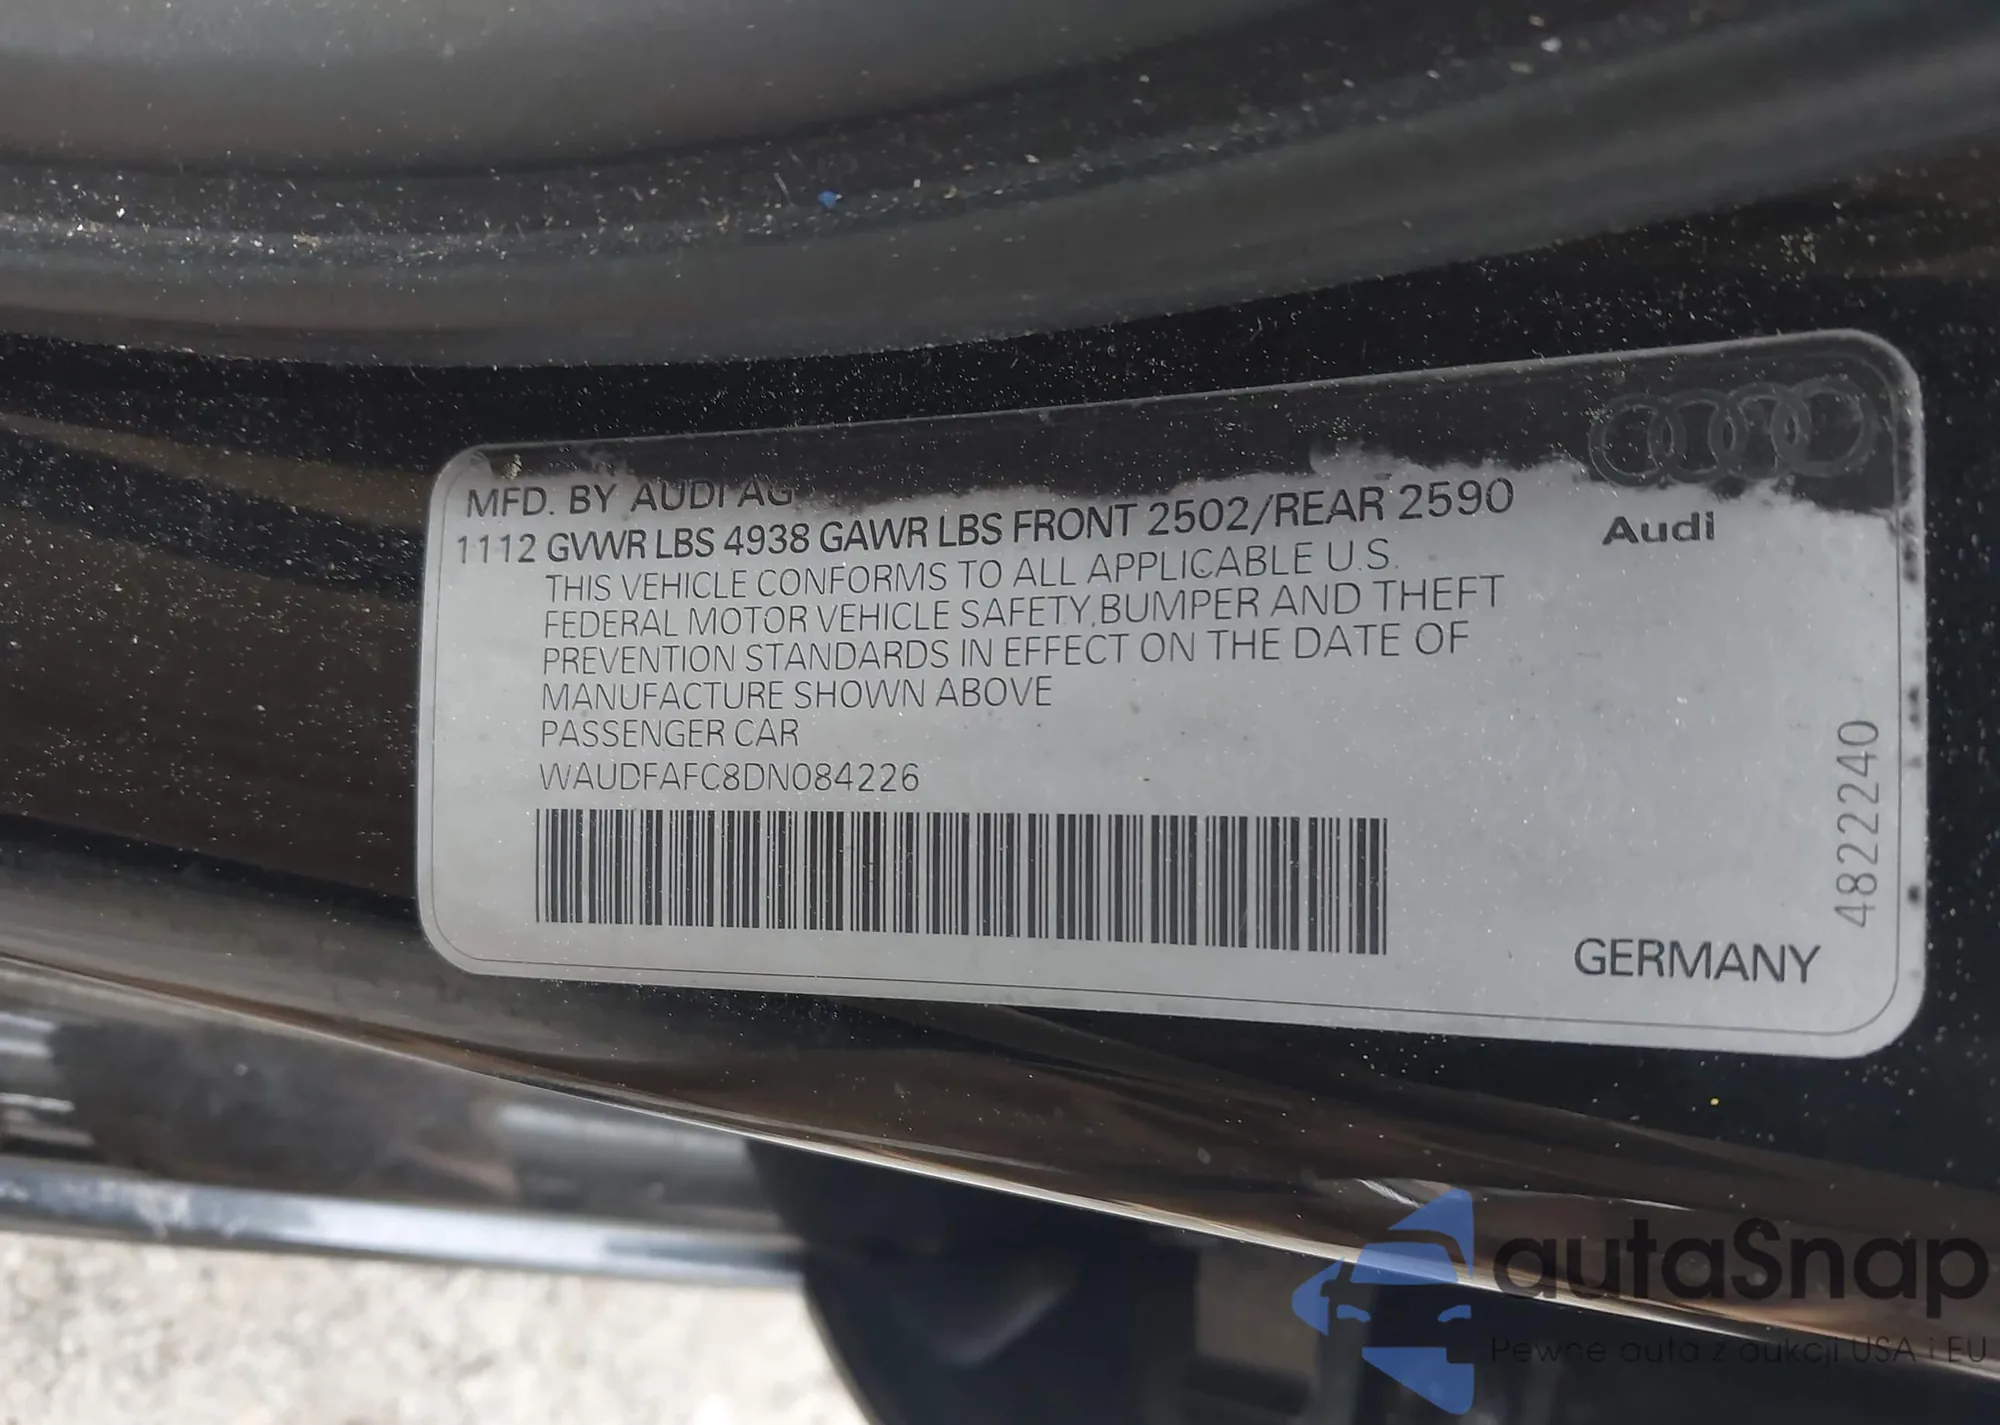 MFD. BY AUDI AG
1112 GVWR LBS 4938 GAWR LBS FRONT 2502/REAR 2590
Audi
THIS VEHICLE CONFORMS TO ALL APPLICABLE U.S.
FEDERAL MOTOR VEHICLE SAFETY, BUMPER AND THEFT
PREVENTION STANDARDS IN EFFECT ON THE DATE OF
MANUFACTURE SHOWN ABOVE
PASSENGER CAR
WAUDFAFC8DN084226
4822240
GERMANY
autaSnap
Pewne auta z aukcji USA i EU